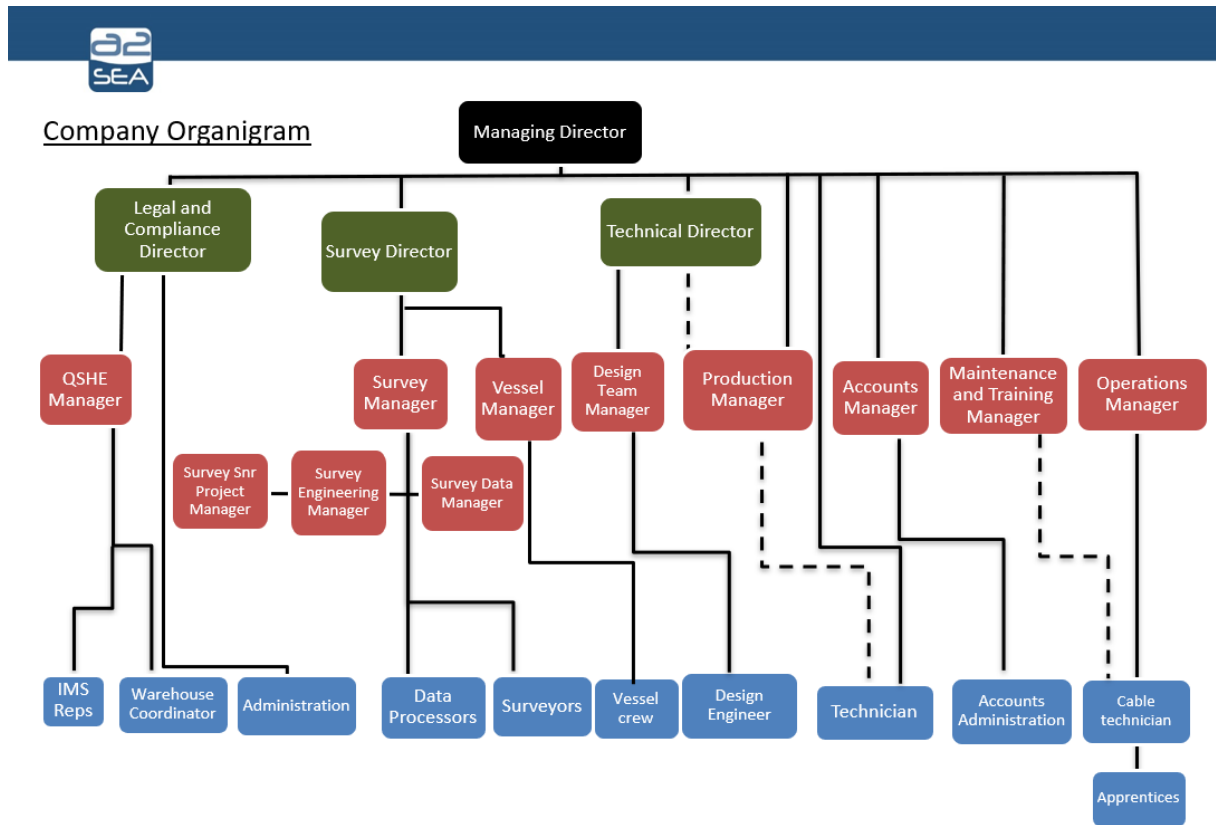 a2
SEA
Company Organigram
Managing Director
Legal and
Compliance
Director
Survey Director
Technical Director
QSHE
Manager
Survey
Manager
Vessel
Manager
Design
Team
Manager
Production
Manager
Accounts
Manager
Maintenance
and Training
Manager
Operations
Manager
Survey Snr
Project
Manager
Survey
Engineering
Manager
Survey Data
Manager
IMS
Reps
Warehouse
Coordinator
Administration
Data
Processors
Surveyors
Vessel
crew
Design
Engineer
Technician
Accounts
Administration
Cable
technician
Apprentices